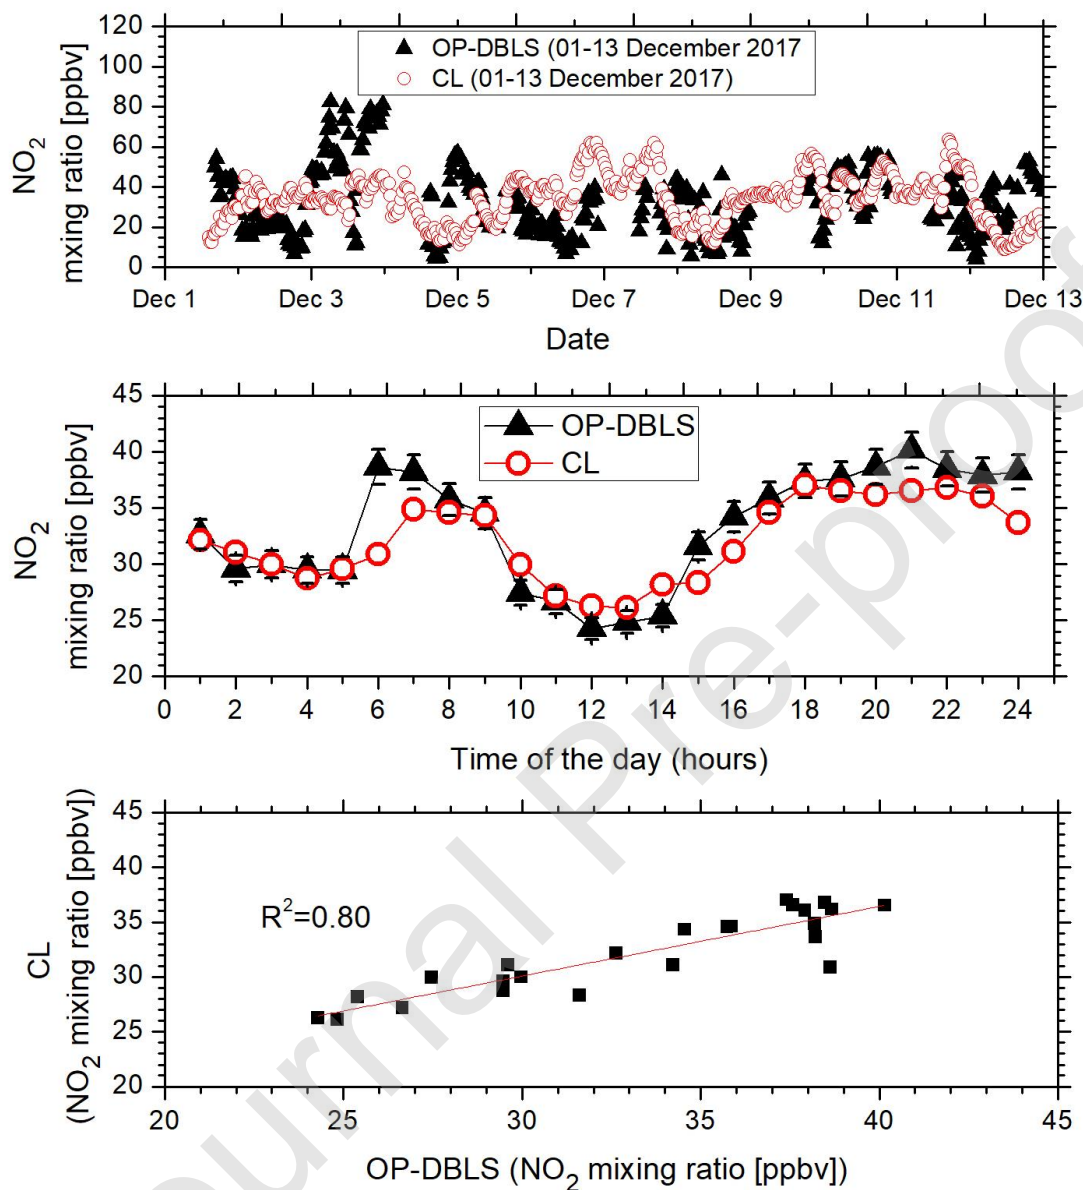 120
100
80
60
40
20
0
NO2
mxing ratio [ppbv]
OP-DBLS (01-13 December 2017
CL (01-13 December 2017)
Dec 1 Dec 3 Dec 5 Dec 7 Dec 9 Dec 11 Dec 13
Date
45
40
35
30
25
20
NO2
mixing ratio [ppbv]
OP-DBLS
CL
0 2 4 6 8 10 12 14 16 18 20 22 24
Time of the day (hours)
45
40
35
30
25
20
CL
(NO2 mixing ratio [ppbv])
R2=0.80
20 25 30 35 40 45
OP-DBLS (NO2 mixing ratio [ppbv])
ournal Pre-proof